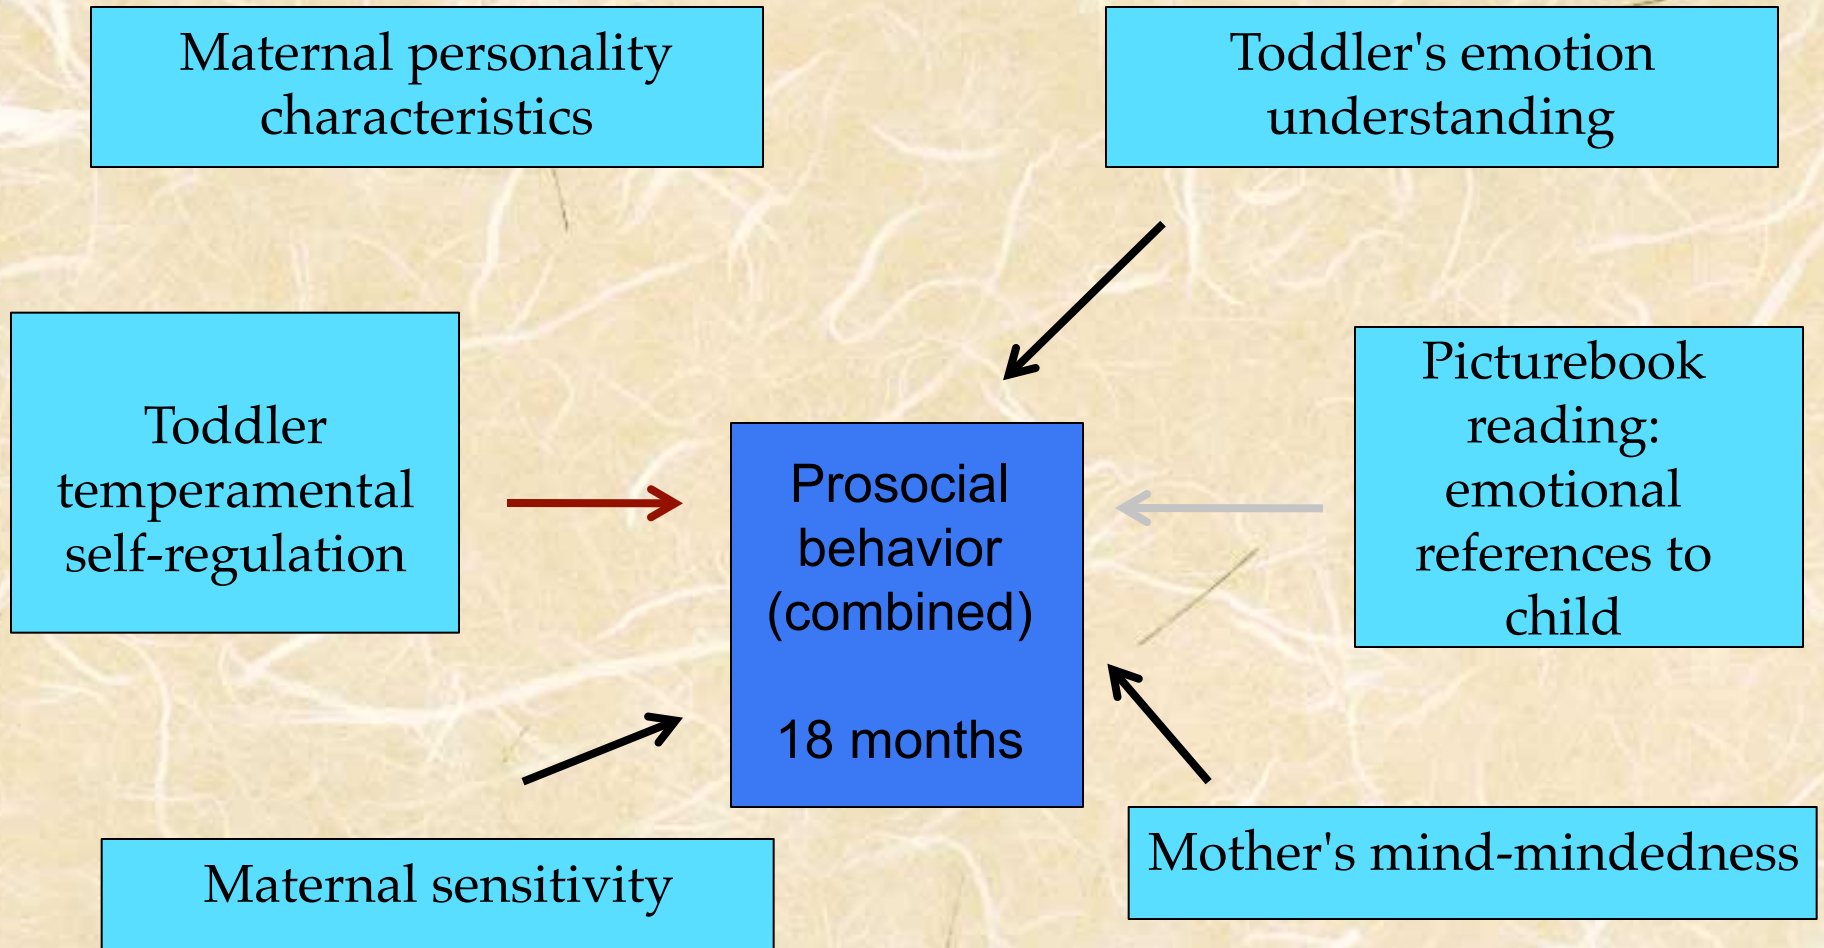 Maternal personality
characteristics
Toddler's emotion
understanding
Toddler
temperamental
self-regulation
Prosocial
behavior
(combined)
18 months
Picturebook
reading:
emotional
references to
child
Maternal sensitivity
Mother's mind-mindedness